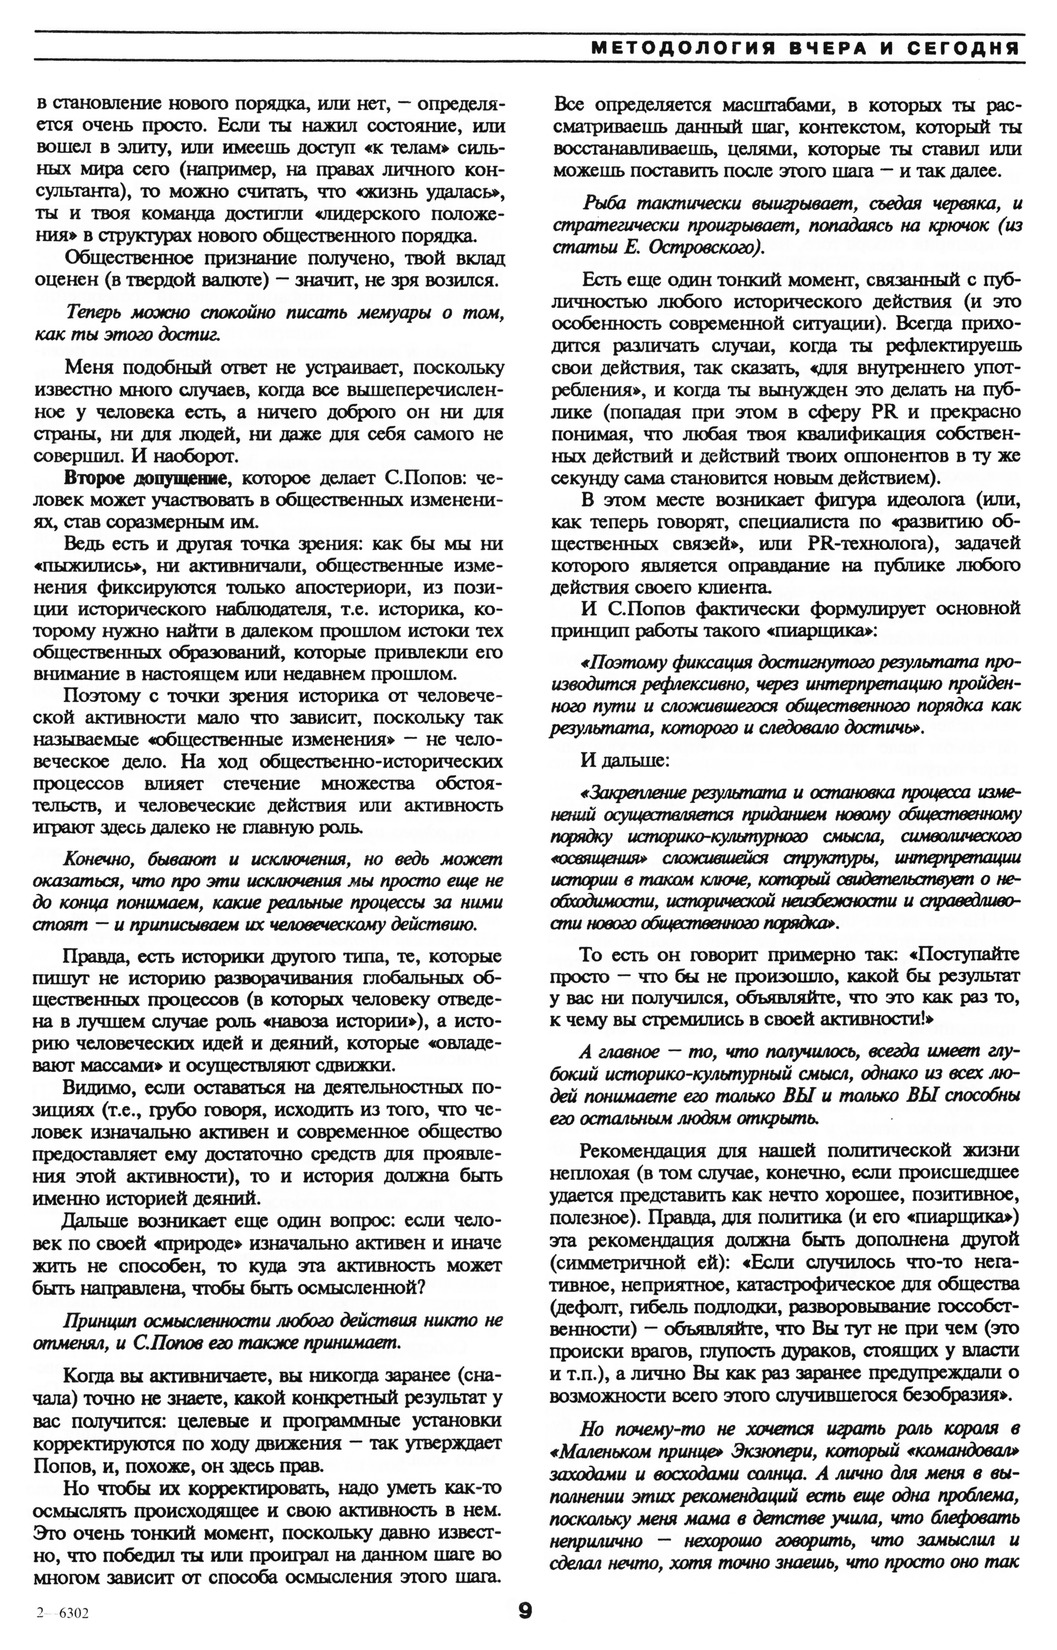 МЕТОДОЛОГИЯ ВЧЕРА И СЕГОДНЯ
в становление нового порядка, или нет, — определя-
ется очень просто. Если ты нажил состояние, или
вошел в элиту, или имеешь доступ «к телам» силь-
ных мира сего (например, на правах личного кон-
сультанта), то можно считать, что «жизнь удалась»,
ты и твоя команда достигли «лидерского положе-
ния» в структурах нового общественного порядка.
Общественное признание получено, твой вклад
оценен (в твердой валюте) — значит, не зря возился.
Теперь можно спокойно писать мемуары о том,
как ты этого достиг.
Меня подобный ответ не устраивает, поскольку
известно много случаев, когда все вышеперечислен-
ное у человека есть, а ничего доброго он ни для
страны, ни для людей, ни даже для себя самого не
совершил. И наоборот.
Второе допущение, которое делает С.Попов: че-
ловек может участвовать в общественных изменени-
ях, став соразмерным им.
Ведь есть и другая точка зрения: как бы мы ни
«пыжились», ни активничали, общественные изме-
нения фиксируются только апостериори, из пози-
ции исторического наблюдателя, т.е. историка, ко-
торому нужно найти в далеком прошлом истоки тех
общественных образований, которые привлекли его
внимание в настоящем или недавнем прошлом.
Поэтому с точки зрения историка от человече-
ской активности мало что зависит, поскольку так
называемые «общественные изменения» — не чело-
веческое дело. На ход общественно-исторических
процессов влияет стечение множества обстоя-
тельств, и человеческие действия или активность
играют здесь далеко не главную роль.
Конечно, бывают и исключения, но ведь может
оказаться, что про эти исключения мы просто еще не
до конца понимаем, какие реальные процессы за ними
стоят — и приписываем их человеческому действию.
Правда, есть историки другого типа, те, которые
пишут не историю разворачивания глобальных об-
щественных процессов (в которых человеку отведе-
на в лучшем случае роль «навоза истории»), а исто-
рию человеческих идей и деяний, которые «овладе-
вают массами» и осуществляют сдвижки.
Видимо, если оставаться на деятельностных по-
зициях (т.е., грубо говоря, исходить из того, что че-
ловек изначально активен и современное общество
предоставляет ему достаточно средств для проявле-
ния этой активности), то и история должна быть
именно историей деяний.
Дальше возникает еще один вопрос: если чело-
век по своей «природе» изначально активен и иначе
жить не способен, то куда эта активность может
быть направлена, чтобы быть осмысленной?
Принцип осмысленности любого действия никто не
отменял, и С.Попов его также принимает.
Когда вы активничаете, вы никогда заранее (сна-
чала) точно не знаете, какой конкретный результат у
вас получится: целевые и программные установки
корректируются по ходу движения — так утверждает
Попов, и, похоже, он здесь прав.
Но чтобы их корректировать, надо уметь как-то
осмыслять происходящее и свою активность в нем.
Это очень тонкий момент, поскольку давно извест-
но, что победил ты или проиграл на данном шаге во
многом зависит от способа осмысления этого шага.
Все определяется масштабами, в которых ты рас-
сматриваешь данный шаг, контекстом, который ты
восстанавливаешь, целями, которые ты ставил или
можешь поставить после этого шага — и так далее.
Рыба тактически выигрывает, съедая червяка, и
стратегически проигрывает, попадаясь на крючок (из
статьи Е. Островского).
Есть еще один тонкий момент, связанный с пуб-
личностью любого исторического действия (и это
особенность современной ситуации). Всегда прихо-
дится различать случаи, когда ты рефлектируешь
свои действия, так сказать, «для внутреннего упот-
ребления», и когда ты вынужден это делать на пуб-
лике (попадая при этом в сферу PR и прекрасно
понимая, что любая твоя квалификация собствен-
ных действий и действий твоих оппонентов в ту же
секунду сама становится новым действием).
В этом месте возникает фигура идеолога (или,
как теперь говорят, специалиста по «развитию об-
щественных связей», или PR-технолога), задачей
которого является оправдание на публике любого
действия своего клиента.
И С.Попов фактически формулирует основной
принцип работы такого «пиарщика»:
«Поэтому фиксация достигнутого результата про-
изводится рефлексивно, через интерпретацию пройден-
ного пути и сложившегося общественного порядка как
результата, которого и следовало достичь».
И дальше:
«Закрепление результата и остановка процесса изме-
нений осуществляется приданием новому общественному
порядку историко-культурного смысла, символического
«освящения» сложившейся структуры, интерпретации
истории в таком ключе, который свидетельствует о не-
обходимости, исторической неизбежности и справедливо-
сти нового общественного порядка».
То есть он говорит примерно так: «Поступайте
просто — что бы не произошло, какой бы результат
у вас ни получился, объявляйте, что это как раз то,
к чему вы стремились в своей активности!»
А главное — то, что получилось, всегда имеет глу-
бокий историко-культурный смысл, однако из всех лю-
дей понимаете его только ВЫ и только ВЫ способны
его остальным людям открыть.
Рекомендация для нашей политической жизни
неплохая (в том случае, конечно, если происшедшее
удается представить как нечто хорошее, позитивное,
полезное). Правда, для политика (и его «пиарщика»)
эта рекомендация должна быть дополнена другой
(симметричной ей): «Если случилось что-то нега-
тивное, неприятное, катастрофическое для общества
(дефолт, гибель подлодки, разворовывание госсобст-
венности) — объявляйте, что Вы тут не при чем (это
происки врагов, глупость дураков, стоящих у власти
и т.п.), а лично Вы как раз заранее предупреждали о
возможности всего этого случившегося безобразия».
Но почему-то не хочется играть роль короля в
«Маленьком принце» Экзюпери, который «командовал»
заходами и восходами солнца. А лично для меня в вы-
полнении этих рекомендаций есть еще одна проблема,
поскольку меня мама в детстве учила, что блефовать
неприлично — нехорошо говорить, что замыслил и
сделал нечто, хотя точно знаешь, что просто оно так
2—6302
9